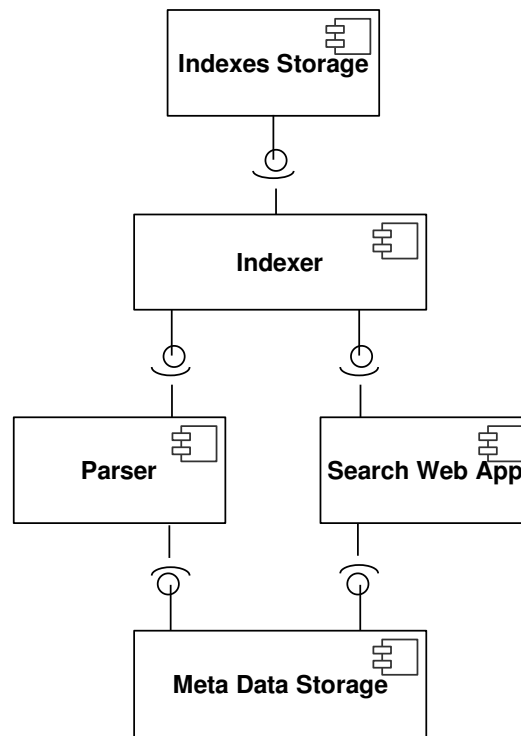 Indexes Storage
Indexer
Parser
Search Web App
Meta Data Storage